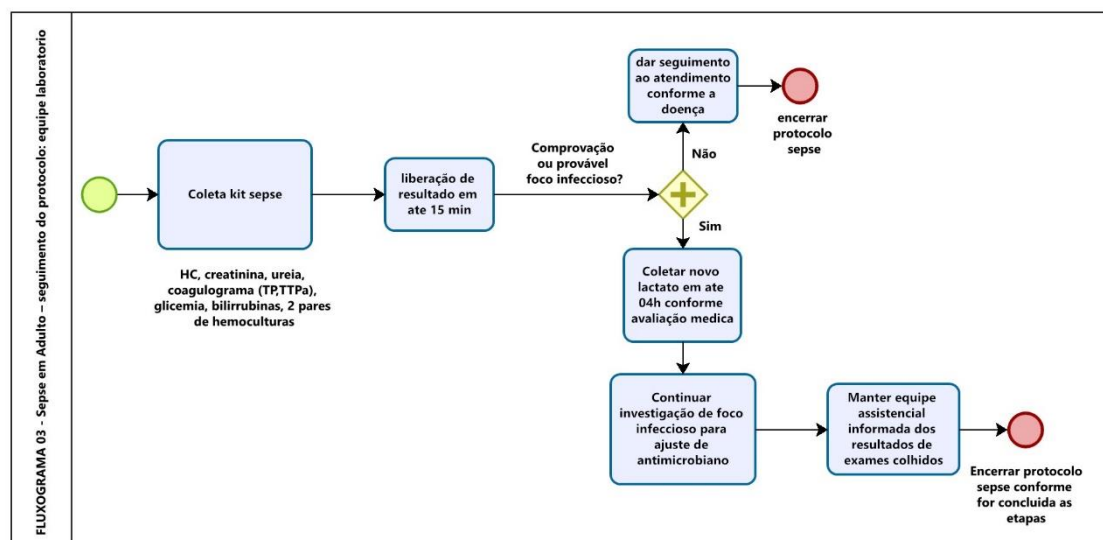 FLUXOGRAMA 03 - Sepse em Adulto – seguimento do protocolo: equipe laboratorio
Coleta kit sepse
HC, creatinina, ureia,
coagulograma (TP,TTPa),
glicemia, bilirrubinas, 2 pares
de hemoculturas
liberação de
resultado em
ate 15 min
Comprovação
ou provável
foco infeccioso?
Não
dar seguimento
ao atendimento
conforme a
doença
encerrar
protocolo
sepse
Sim
Coletar novo
lactato em até
04h conforme
avaliação medica
Continuar
investigação de foco
infeccioso para
ajuste de
antimicrobiano
Manter equipe
assistencial
informada dos
resultados de
exames colhidos
Encerrar protocolo
sepse conforme
for concluida as
etapas